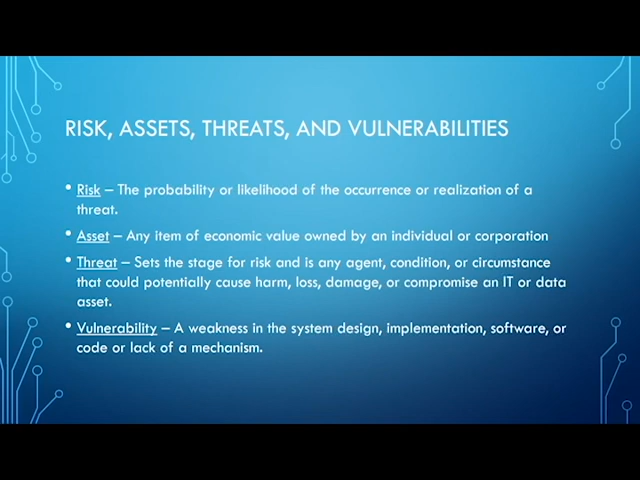 RISK, ASSETS, THREATS, AND VULNERABILITIES
• Risk – The probability or likelihood of the occurrence or realization of a
threat.
• Asset – Any item of economic value owned by an individual or corporation
• Threat – Sets the stage for risk and is any agent, condition, or circumstance
that could potentially cause harm, loss, damage, or compromise an IT or data
asset.
• Vulnerability – A weakness in the system design, implementation, software, or
code or lack of a mechanism.